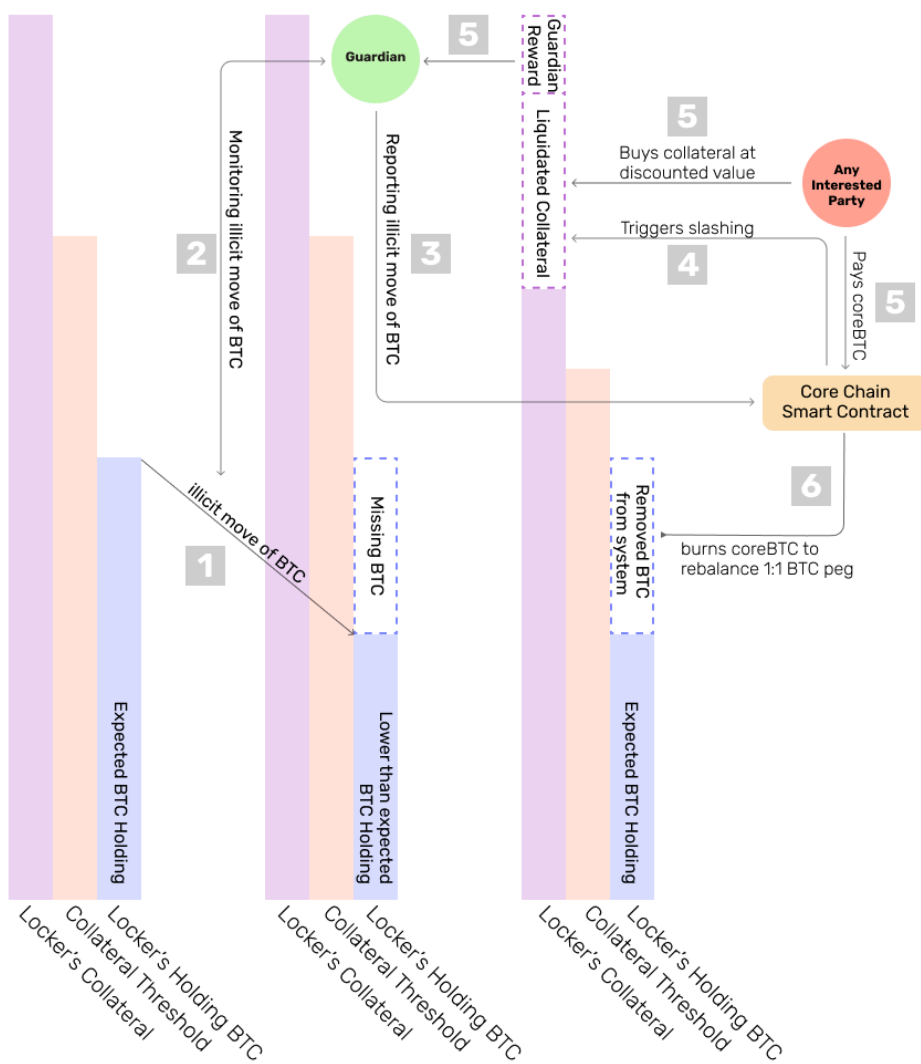 Guardian
5
Guardian
Reward
Liquidated Collateral
5
Buys collateral at
discounted value
Any
Interested
Party
Monitoring illicit move of BTC
2
Reporting illicit move of BTC
3
Triggers slashing
4
Pays coreBTC
5
Core Chain
Smart Contract
illicit move of BTC
1
Missing BTC
Removed BTC
from system
6
burns coreBTC to
rebalance 1:1 BTC peg
Expected BTC Holding
Lower than expected
BTC Holding
Expected BTC Holding
Locker's Collateral
Collateral Threshold
Locker's Holding BTC
Locker's Collateral
Collateral Threshold
Locker's Holding BTC
Locker's Collateral
Collateral Threshold
Locker's Holding BTC